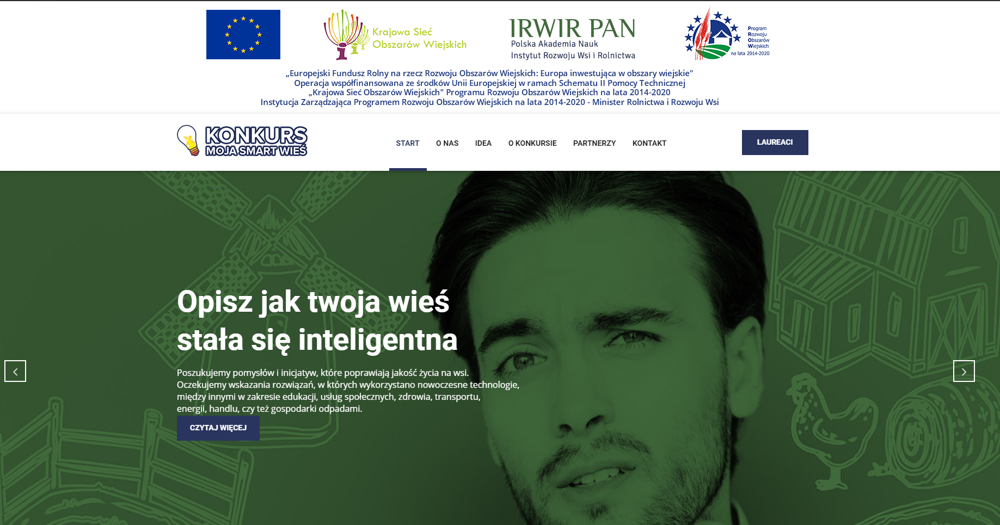 Krajowa Sieć
Obszarów Wiejskich
IRWIR PAN
Polska Akademia Nauk
Instytut Rozwoju Wsi i Rolnictwa
Program
Rozwoju
Obszarów
Wiejskich
na lata 2014-2020
„Europejski Fundusz Rolny na rzecz Rozwoju Obszarów Wiejskich: Europa inwestująca w obszary wiejskie"
Operacja współfinansowana ze środków Unii Europejskiej w ramach Schematu II Pomocy Technicznej
„Krajowa Sieć Obszarów Wiejskich" Programu Rozwoju Obszarów Wiejskich na lata 2014-2020
Instytucja Zarządzająca Programem Rozwoju Obszarów Wiejskich na lata 2014-2020 - Minister Rolnictwa i Rozwoju Wsi
KONKURS
MOJA SMART WIEŚ
START O NAS IDEA O KONKURSIE PARTNERZY KONTAKT
LAUREACI
Opisz jak twoja wieś
stała się inteligentna
Poszukujemy pomysłów i inicjatyw, które poprawiają jakość życia na wsi.
Oczekujemy wskazania rozwiązań, w których wykorzystano nowoczesne technologie,
między innymi w zakresie edukacji, usług społecznych, zdrowia, transportu,
energii, handlu, czy też gospodarki odpadami.
CZYTAJ WIĘCEJ